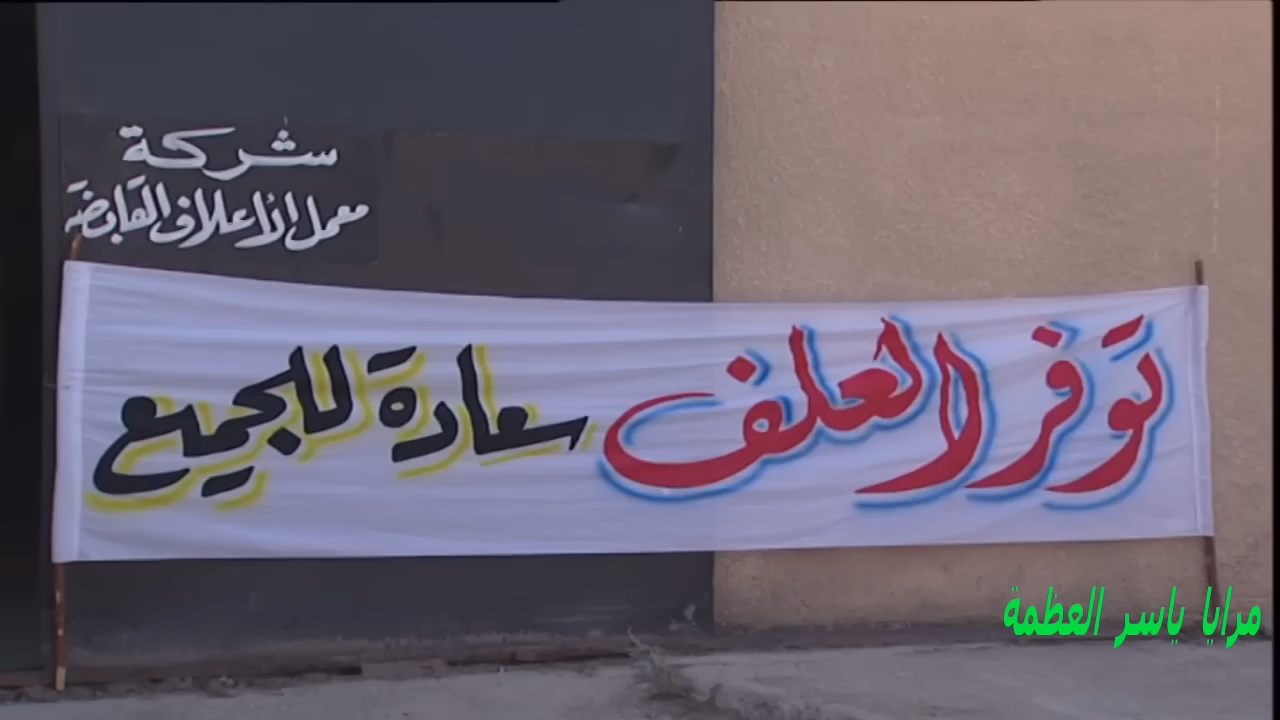 شركة
معمل الأعلاف القابضة
توفر العلف سعادة للجميع
مرايا ياسر العظمة